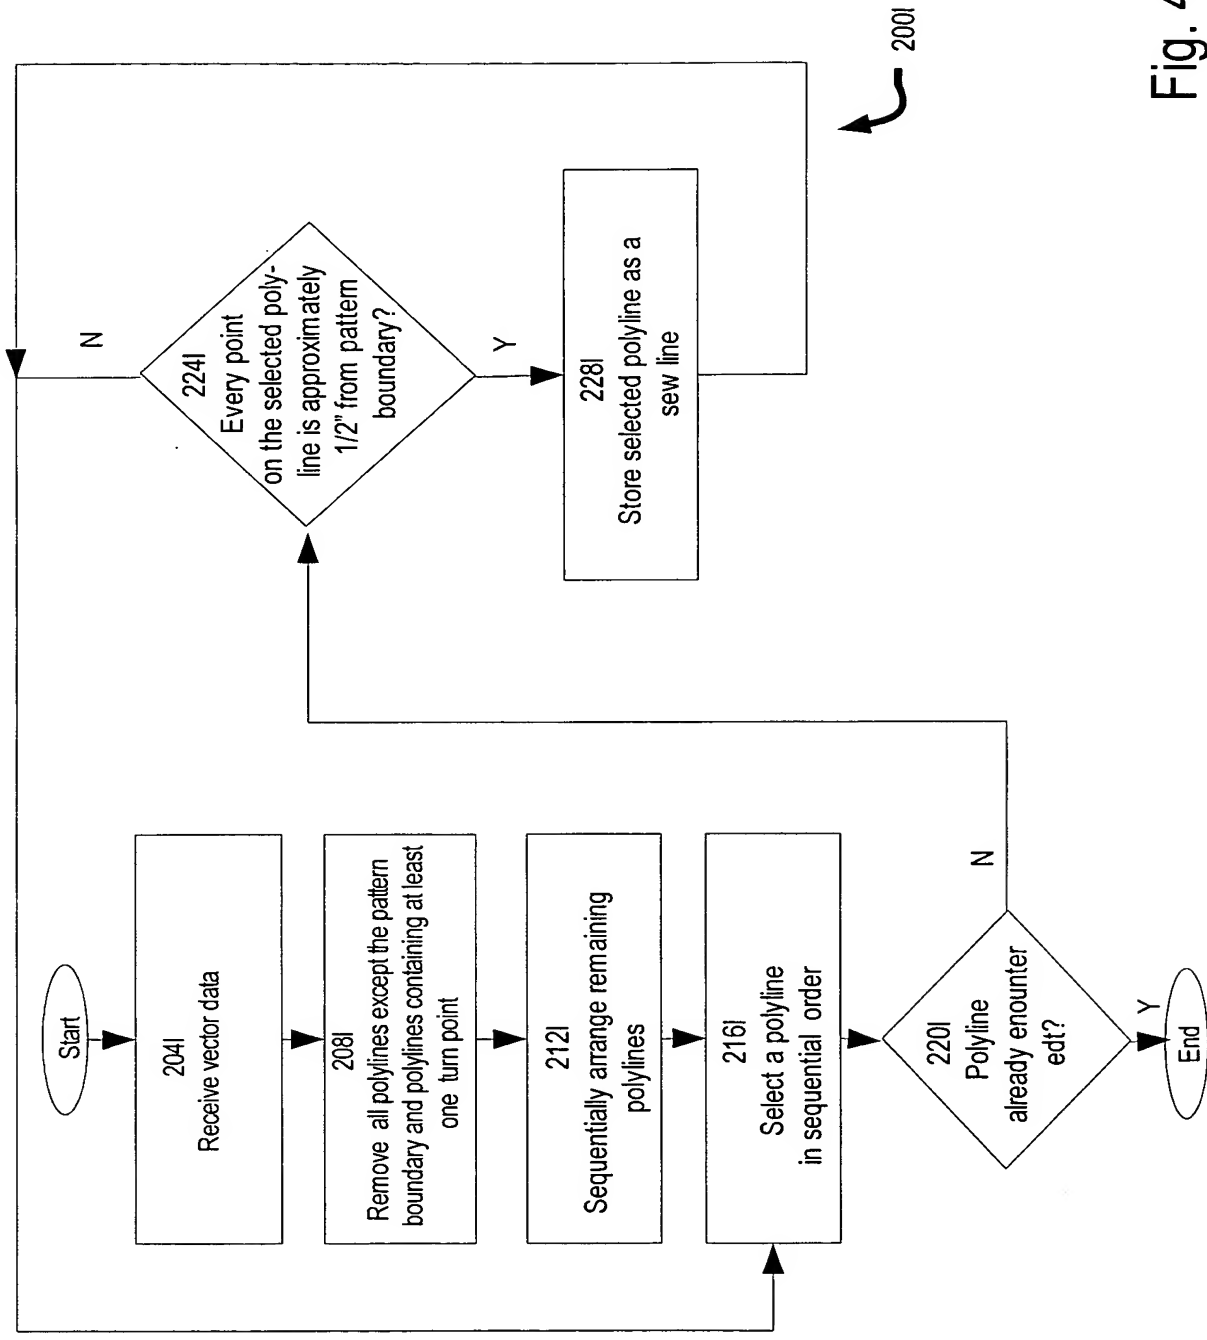 Start
204I
Receive vector data
208I
Remove all polylines except the pattern
boundary and polylines containing at least
one turn point
212I
Sequentially arrange remaining
polylines
216I
Select a polyline
in sequential order
220I
Polyline
already enounter
edt?
Y
N
End
224I
Every point
on the selected poly-
line is approximately
1/2" from pattern
boundary?
N
Y
228I
Store selected polyline as a
sew line
200I
Fig.